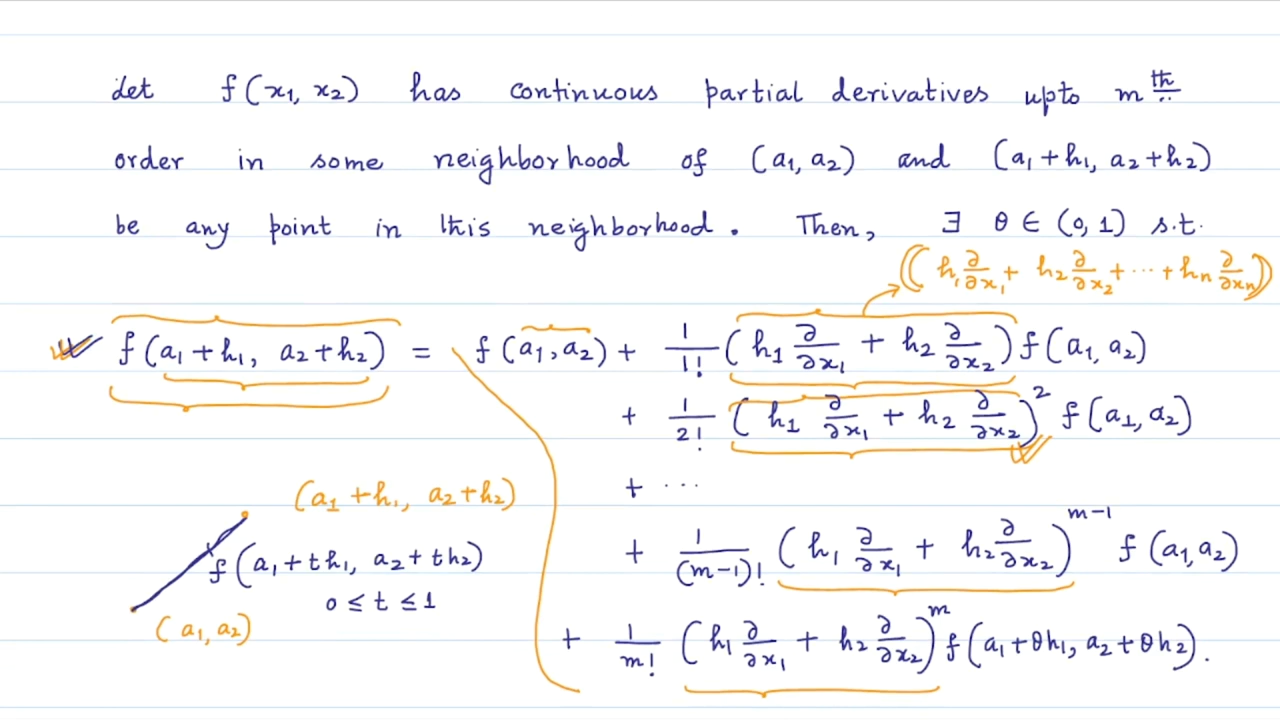 Let f(x₁, x₂) has continuous partial derivatives upto m th
order in some neighborhood of (a₁, a₂) and (a₁+h₁, a₂+h₂)
be any point in this neighborhood. Then, ∃ θ ∈ (0, 1) s.t.
((h₁ ∂/∂x₁ + h₂ ∂/∂x₂ + ··· + hₙ ∂/∂xₙ))
f(a₁+h₁, a₂+h₂) = f(a₁, a₂) + 1/1! (h₁ ∂/∂x₁ + h₂ ∂/∂x₂) f(a₁, a₂)
+ 1/2! (h₁ ∂/∂x₁ + h₂ ∂/∂x₂)² f(a₁, a₂)
+ ···
(a₁+h₁, a₂+h₂)
+ 1/(m-1)! (h₁ ∂/∂x₁ + h₂ ∂/∂x₂)^(m-1) f(a₁, a₂)
f(a₁+th₁, a₂+th₂)
0 ≤ t ≤ 1
(a₁, a₂)
+ 1/m! (h₁ ∂/∂x₁ + h₂ ∂/∂x₂)^m f(a₁+θh₁, a₂+θh₂).